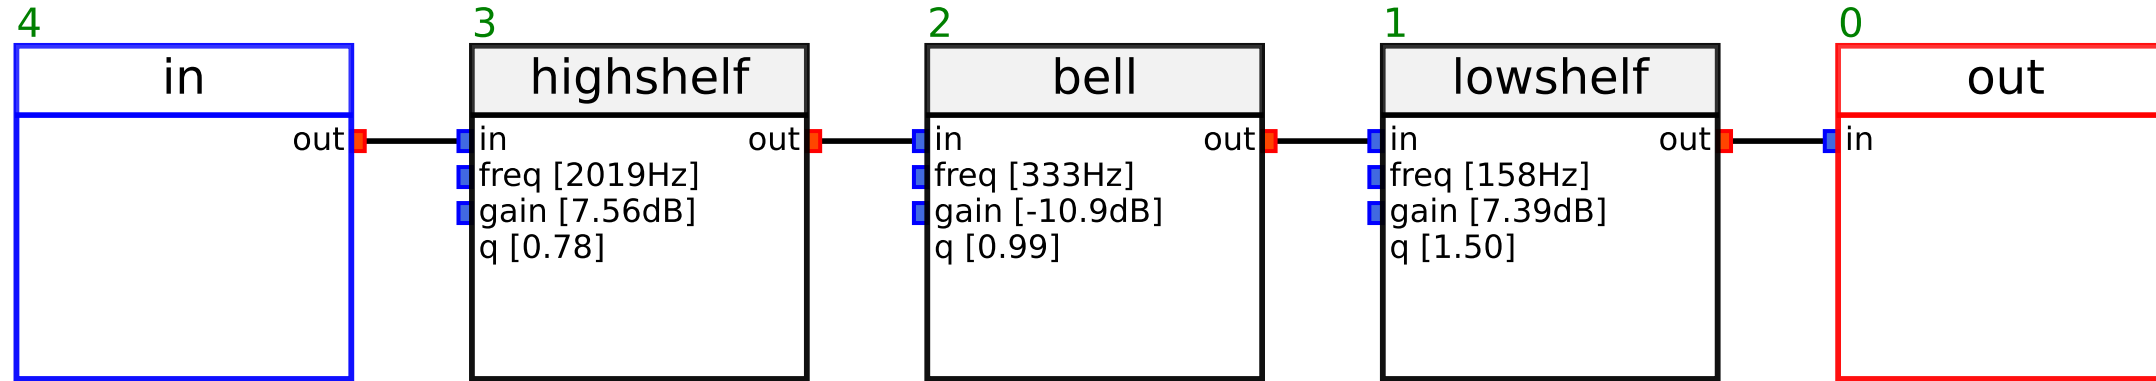 4
in
out
3
highshelf
in out
freq [2019Hz]
gain [7.56dB]
q [0.78]
2
bell
in out
freq [333Hz]
gain [-10.9dB]
q [0.99]
1
lowshelf
in out
freq [158Hz]
gain [7.39dB]
q [1.50]
0
out
in